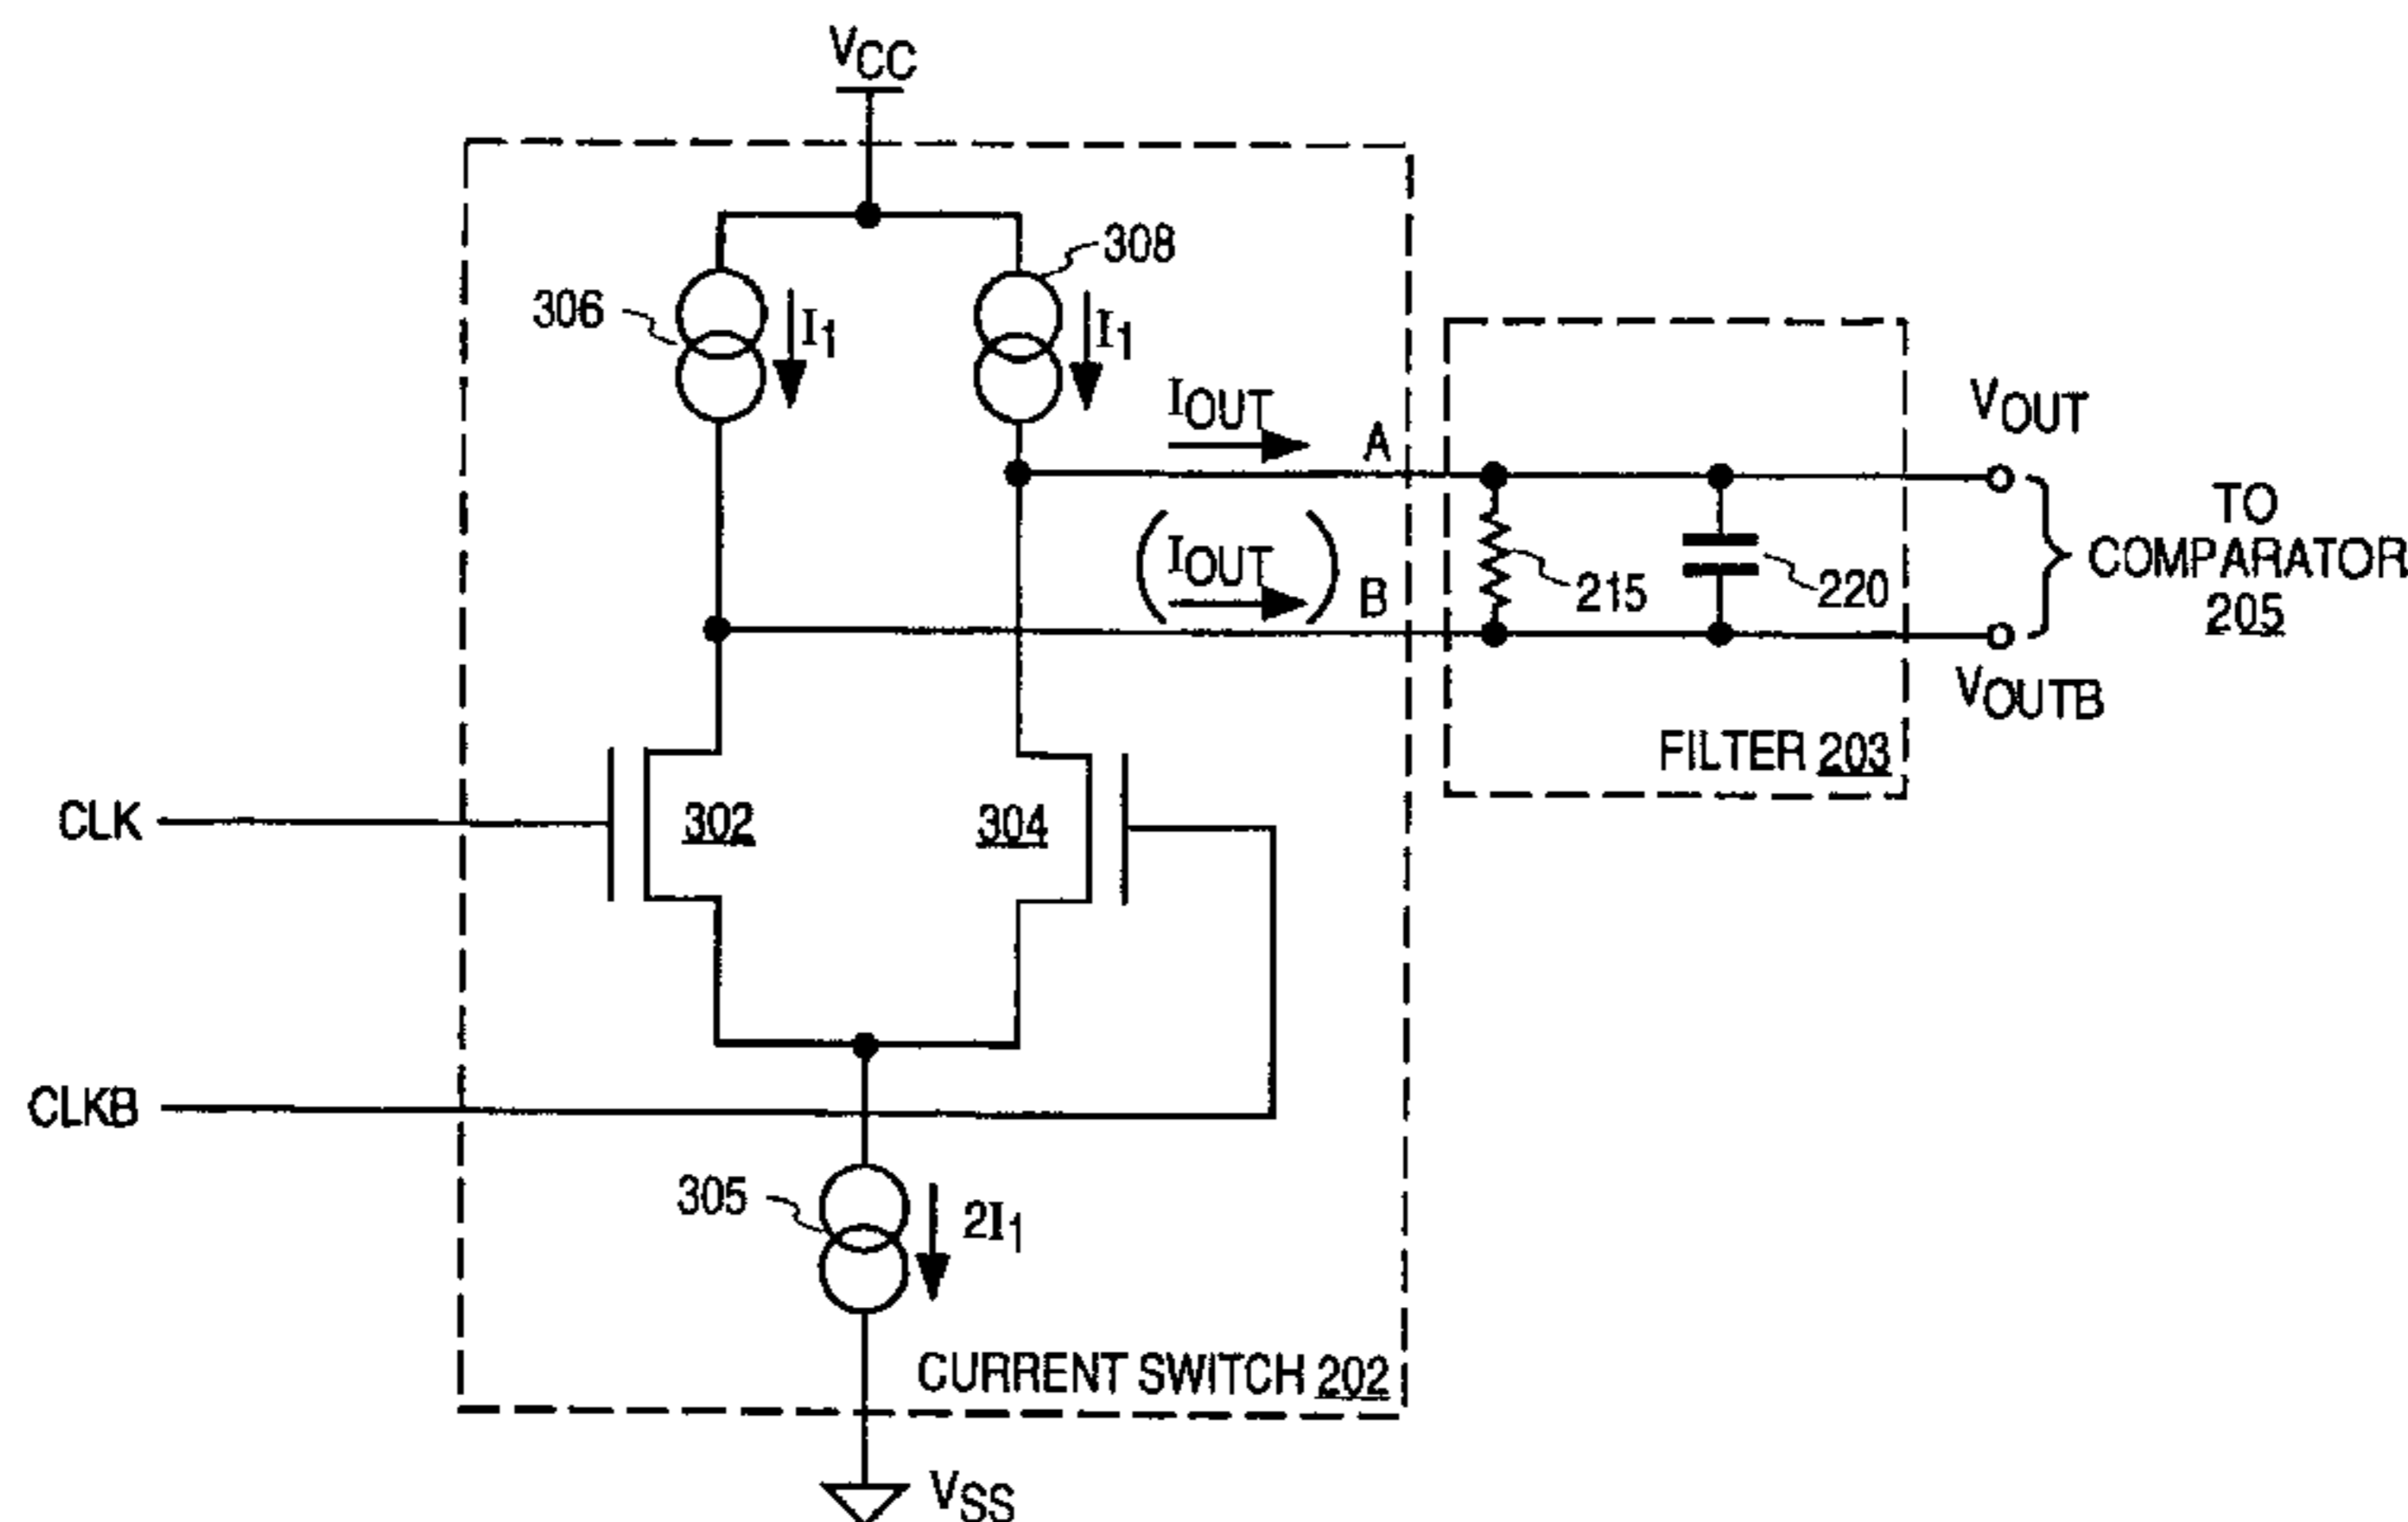 VCC
308
306
I1
I1
IOUT
A
VOUT
(IOUT)
B
215
220
TO
COMPARATOR
205
VOUTB
FILTER 203
CLK
302
304
CLKB
305
2I1
CURRENT SWITCH 202
VSS